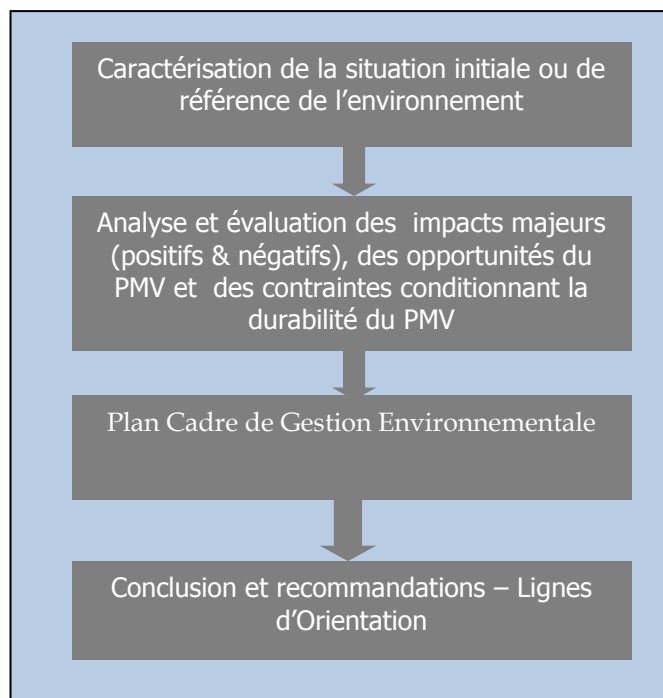 Caractérisation de la situation initiale ou de
référence de l’environnement
Analyse et évaluation des impacts majeurs
(positifs & négatifs), des opportunités du
PMV et des contraintes conditionnant la
durabilité du PMV
Plan Cadre de Gestion Environnementale
Conclusion et recommandations – Lignes
d’Orientation